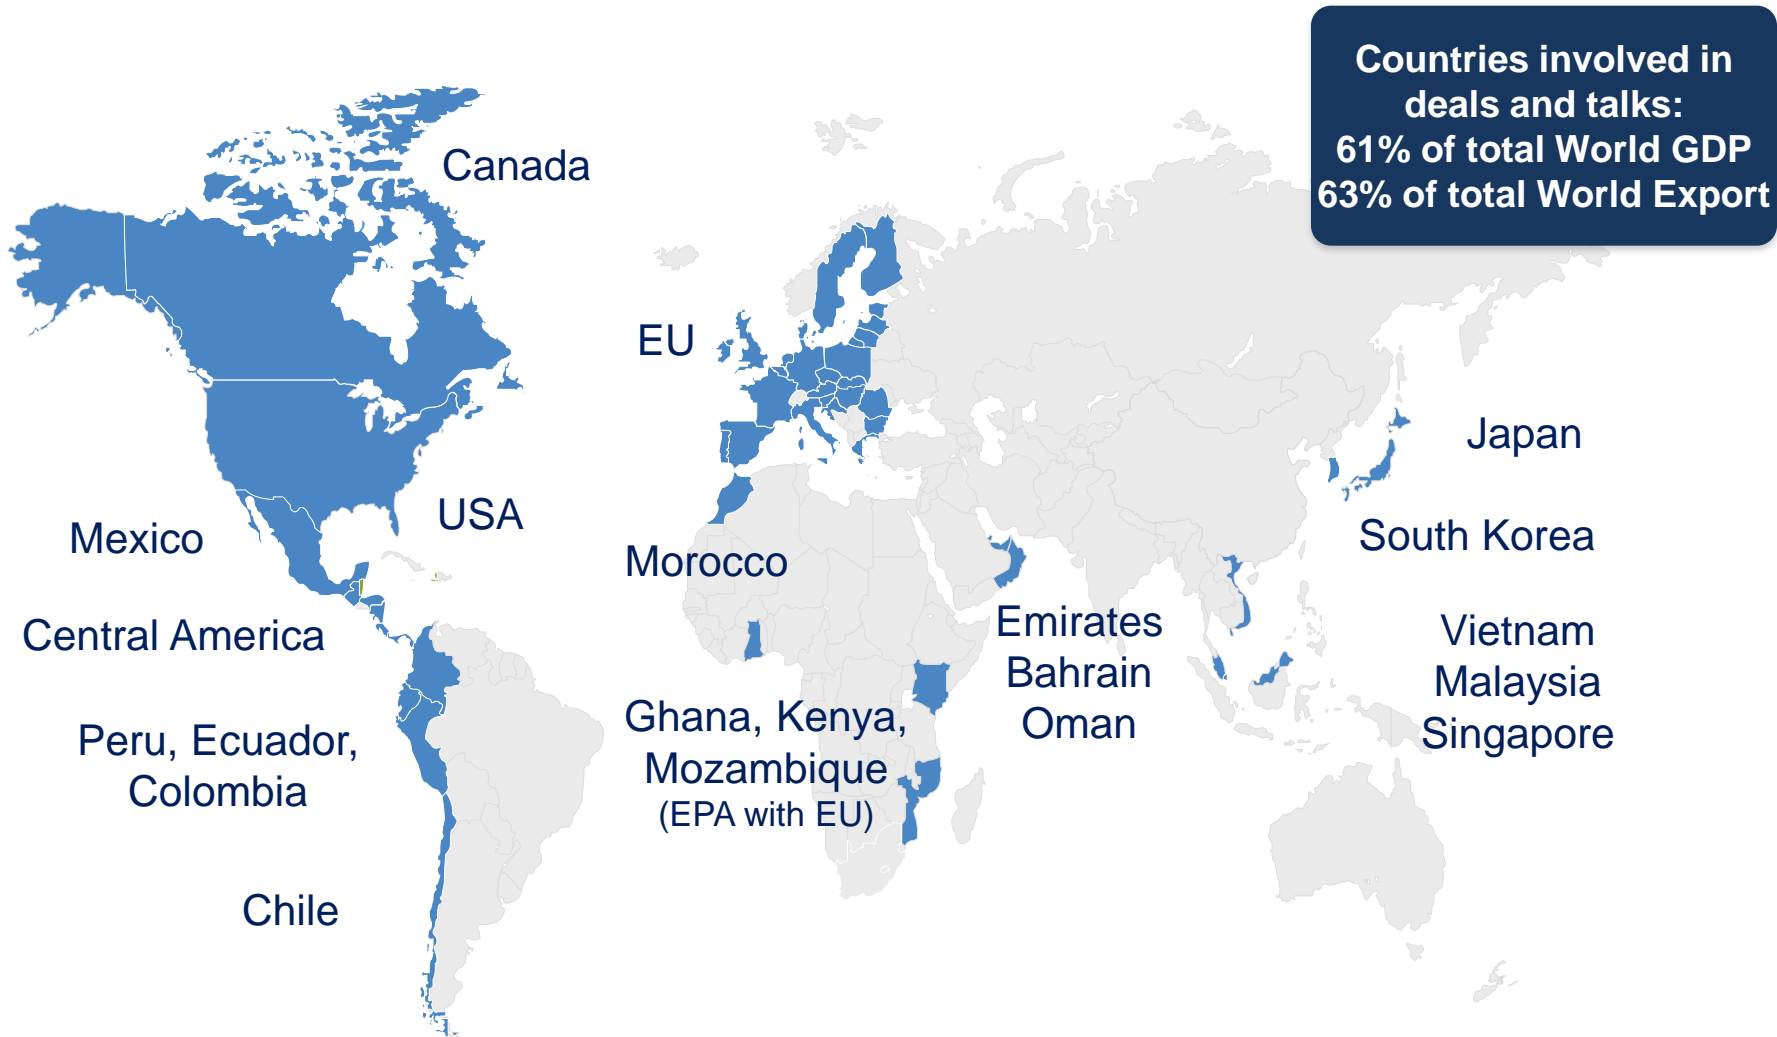 Countries involved in
deals and talks:
61% of total World GDP
63% of total World Export
Canada
EU
Japan
USA
Mexico
South Korea
Morocco
Central America
Emirates
Bahrain
Oman
Vietnam
Malaysia
Singapore
Peru, Ecuador,
Colombia
Ghana, Kenya,
Mozambique
(EPA with EU)
Chile